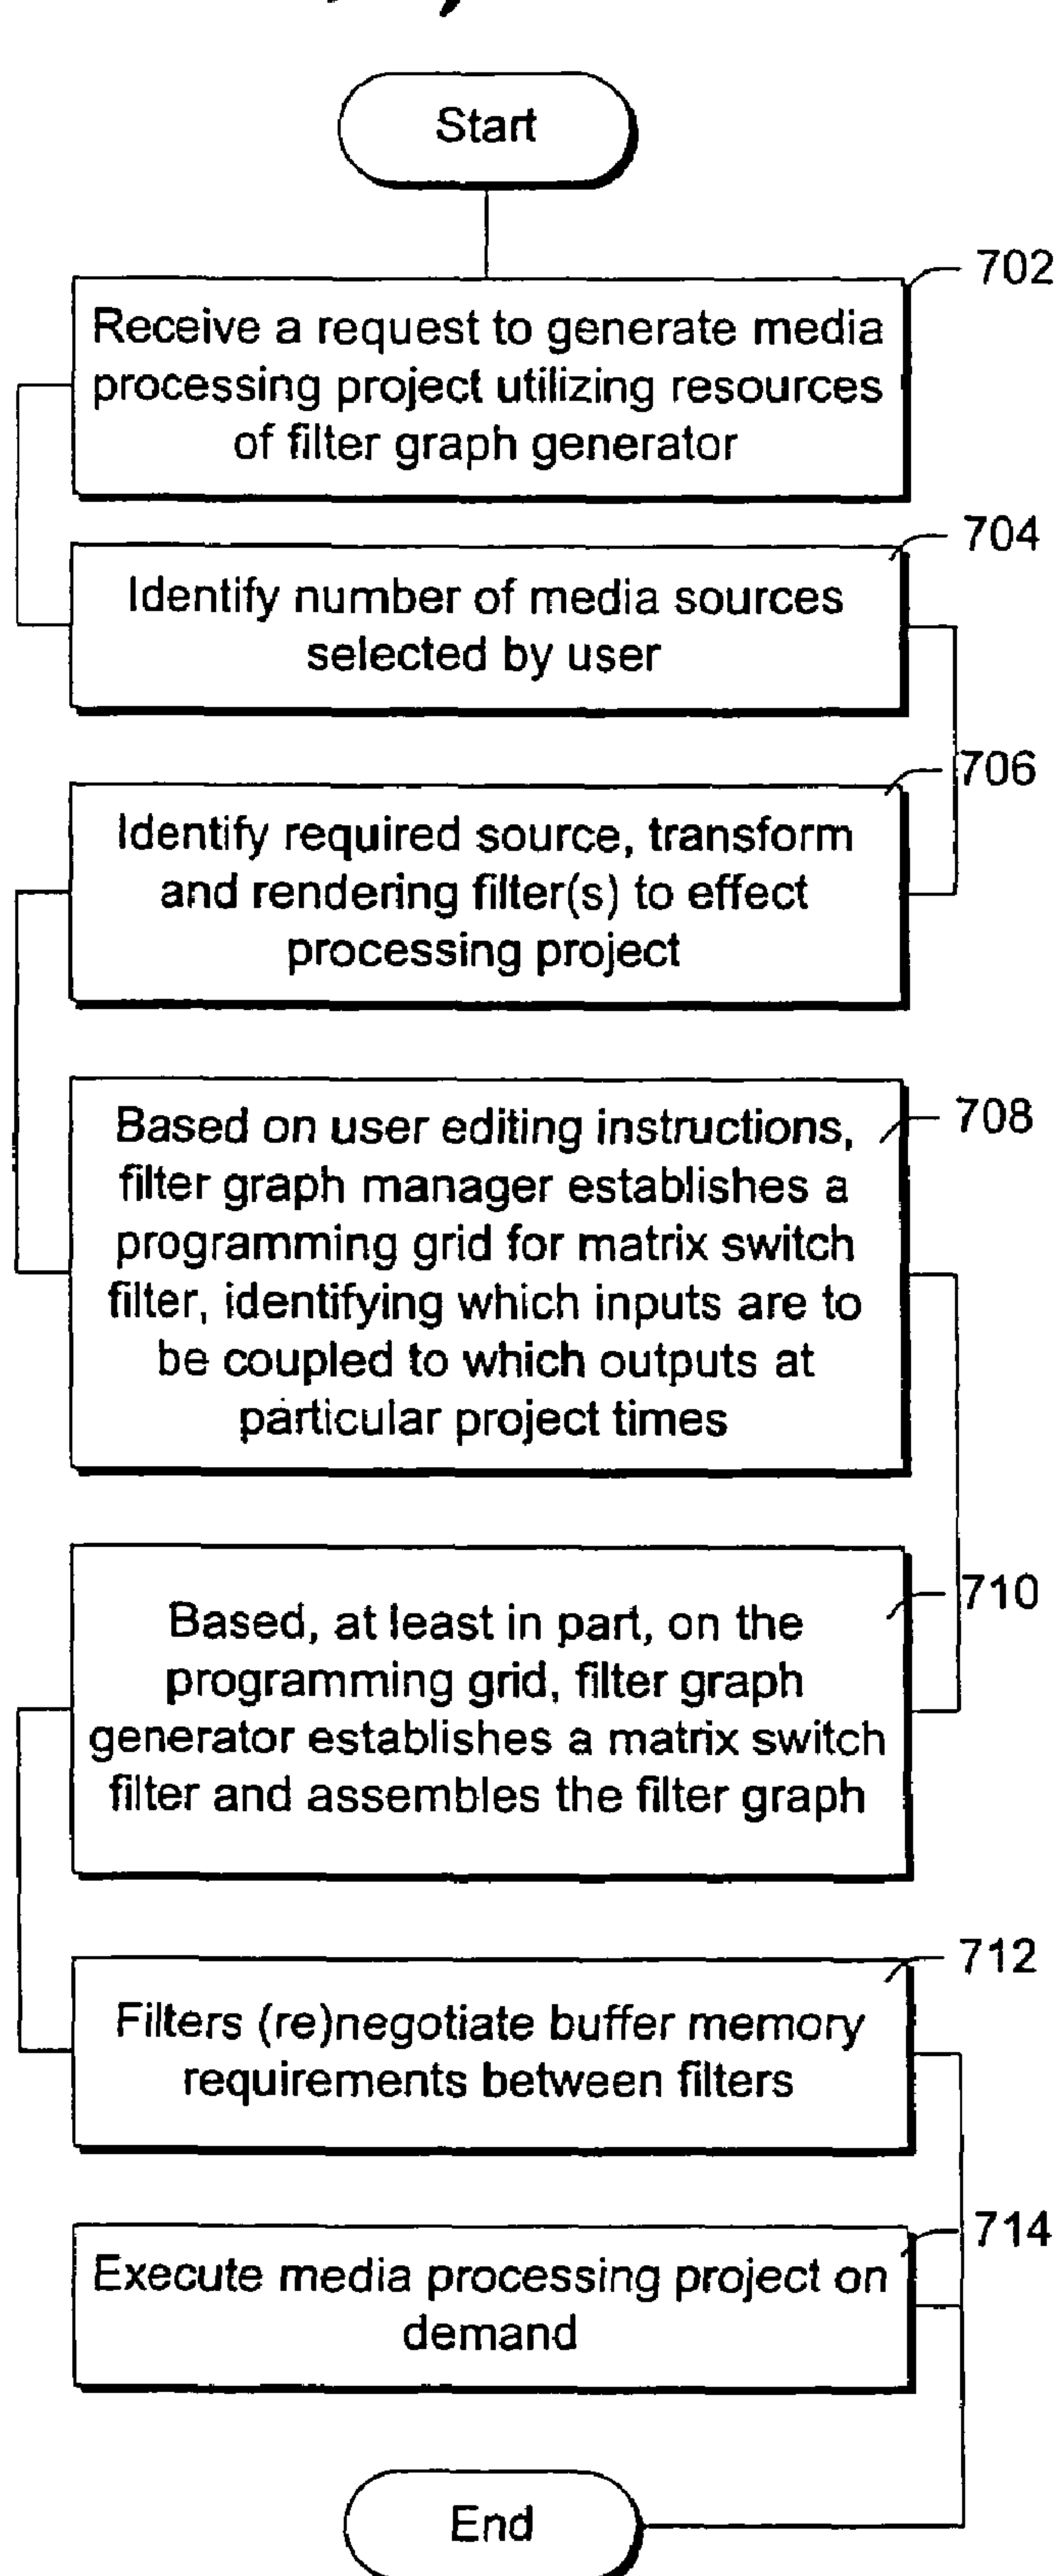 Start
702
Receive a request to generate media
processing project utilizing resources
of filter graph generator
704
Identify number of media sources
selected by user
706
Identify required source, transform
and rendering filter(s) to effect
processing project
708
Based on user editing instructions,
filter graph manager establishes a
programming grid for matrix switch
filter, identifying which inputs are to
be coupled to which outputs at
particular project times
710
Based, at least in part, on the
programming grid, filter graph
generator establishes a matrix switch
filter and assembles the filter graph
712
Filters (re)negotiate buffer memory
requirements between filters
714
Execute media processing project on
demand
End